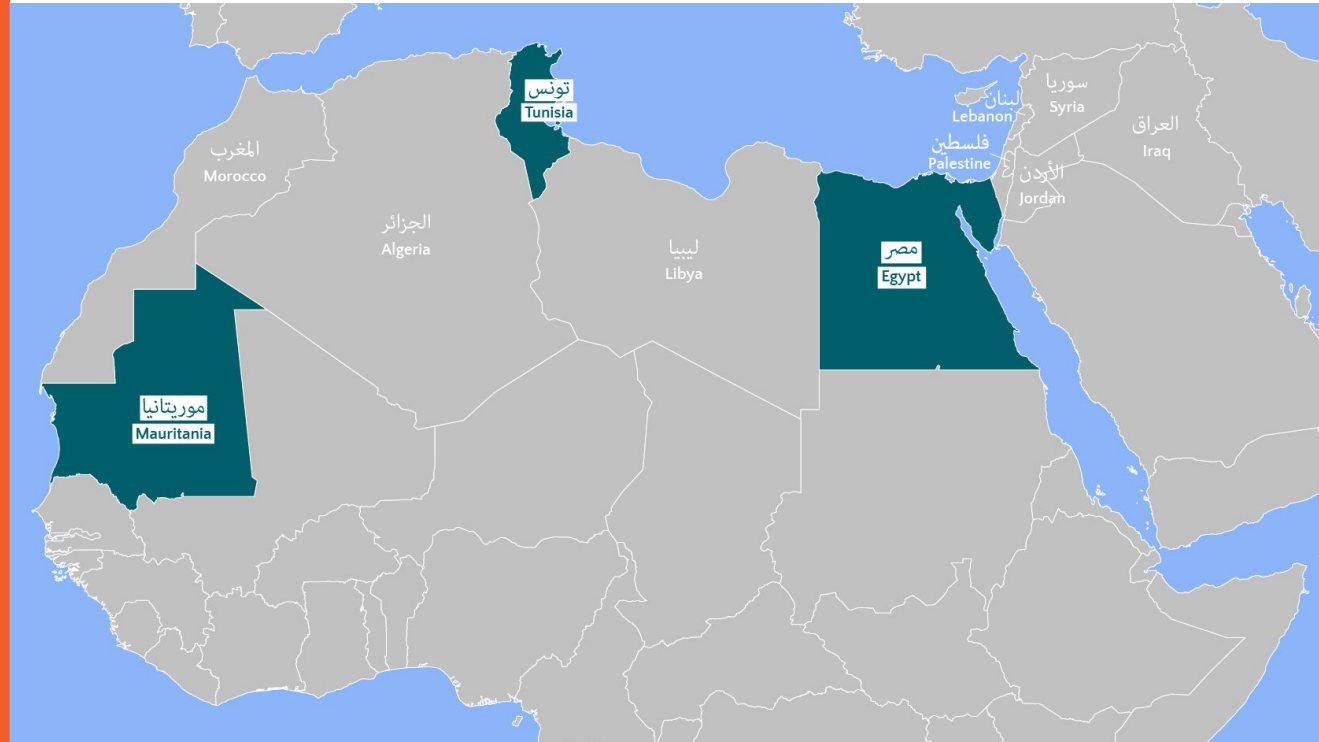 تونس
Tunisia
لبنان
Lebanon
سوريا
Syria
فلسطين
Palestine
العراق
Iraq
الأردن
Jordan
المغرب
Morocco
الجزائر
Algeria
ليبيا
Libya
مصر
Egypt
موريتانيا
Mauritania